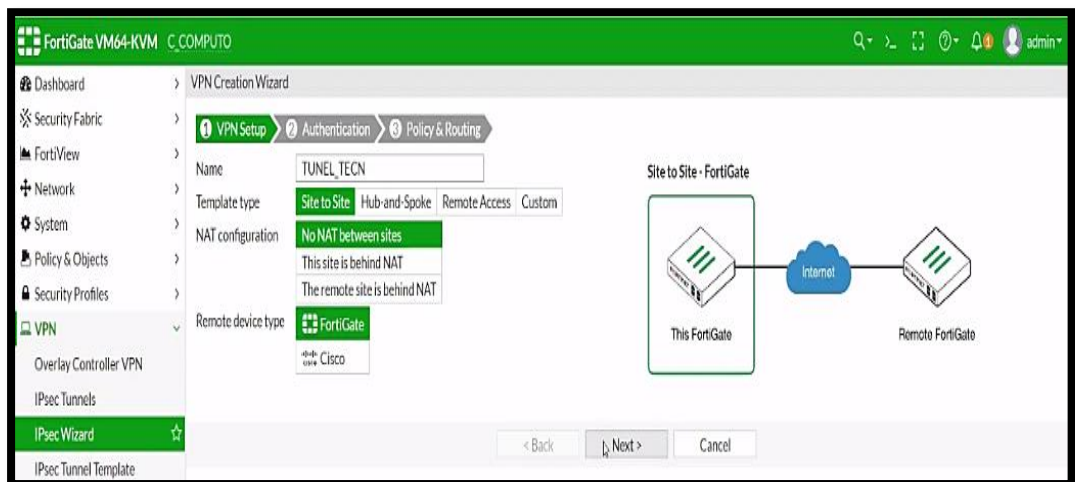 FortiGate VM64-KVM C_COMPUTO
admin
Dashboard
Security Fabric
FortiView
Network
System
Policy & Objects
Security Profiles
VPN
Overlay Controller VPN
IPsec Tunnels
IPsec Wizard
IPsec Tunnel Template
VPN Creation Wizard
1 VPN Setup 2 Authentication 3 Policy & Routing
Name TUNEL_TECN
Template type Site to Site Hub-and-Spoke Remote Access Custom
NAT configuration No NAT between sites
This site is behind NAT
The remote site is behind NAT
Remote device type FortiGate
Cisco
Site to Site - FortiGate
Internet
This FortiGate Remote FortiGate
< Back Next > Cancel